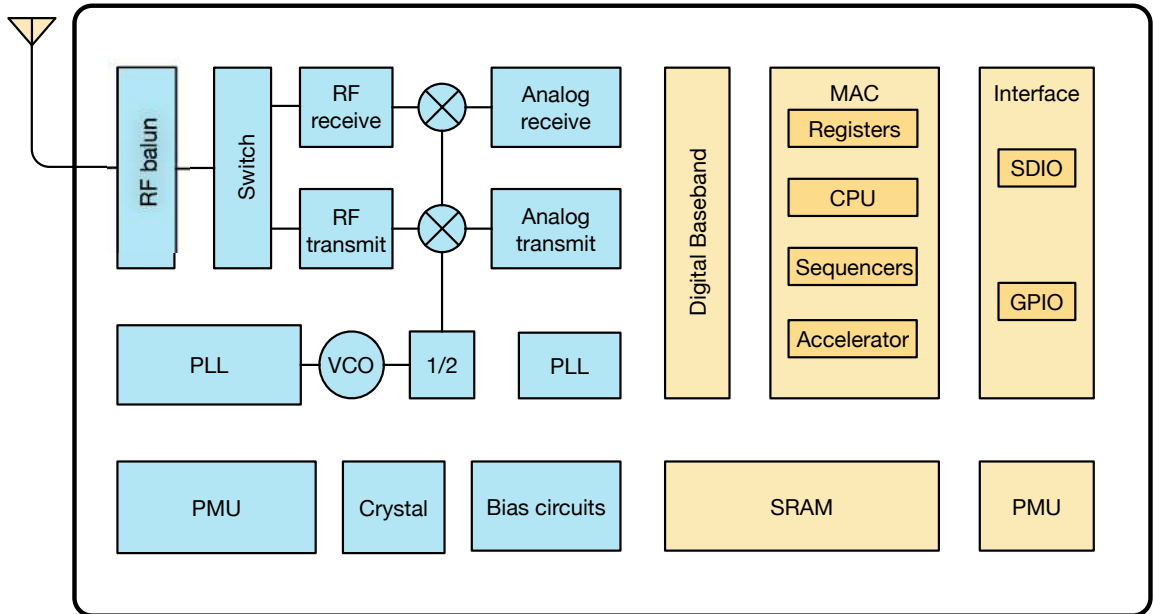 RF balun
Switch
RF
receive
Analog
receive
RF
transmit
Analog
transmit
PLL
VCO
1/2
PLL
PMU
Crystal
Bias circuits
Digital Baseband
MAC
Registers
CPU
Sequencers
Accelerator
Interface
SDIO
GPIO
SRAM
PMU